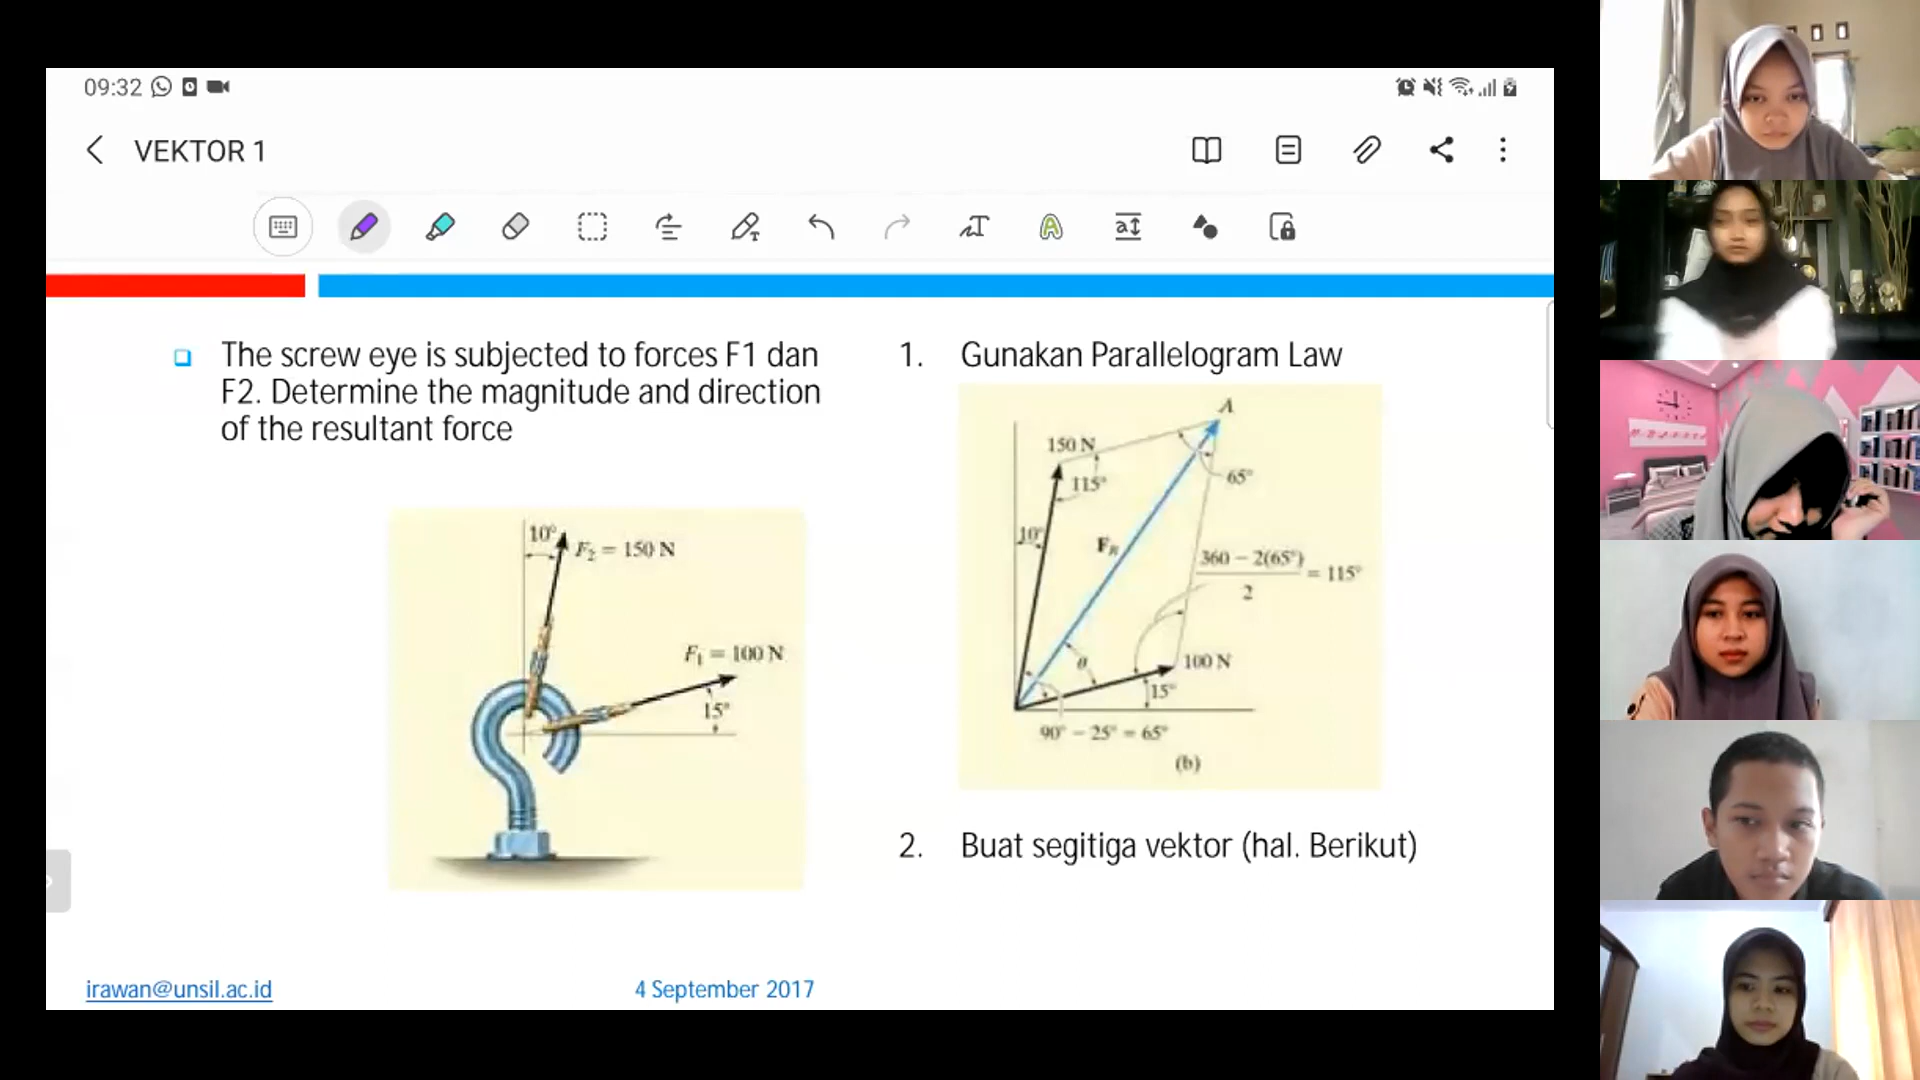 09:32
VEKTOR 1
The screw eye is subjected to forces F1 dan
F2. Determine the magnitude and direction
of the resultant force
10°
F₂ = 150 N
F₁ = 100 N
15°
1. Gunakan Parallelogram Law
A
150 N
115°
65°
10°
F_R
360 − 2(65°)
= 115°
2
θ
100 N
15°
90° − 25° = 65°
(b)
2. Buat segitiga vektor (hal. Berikut)
irawan@unsil.ac.id
4 September 2017